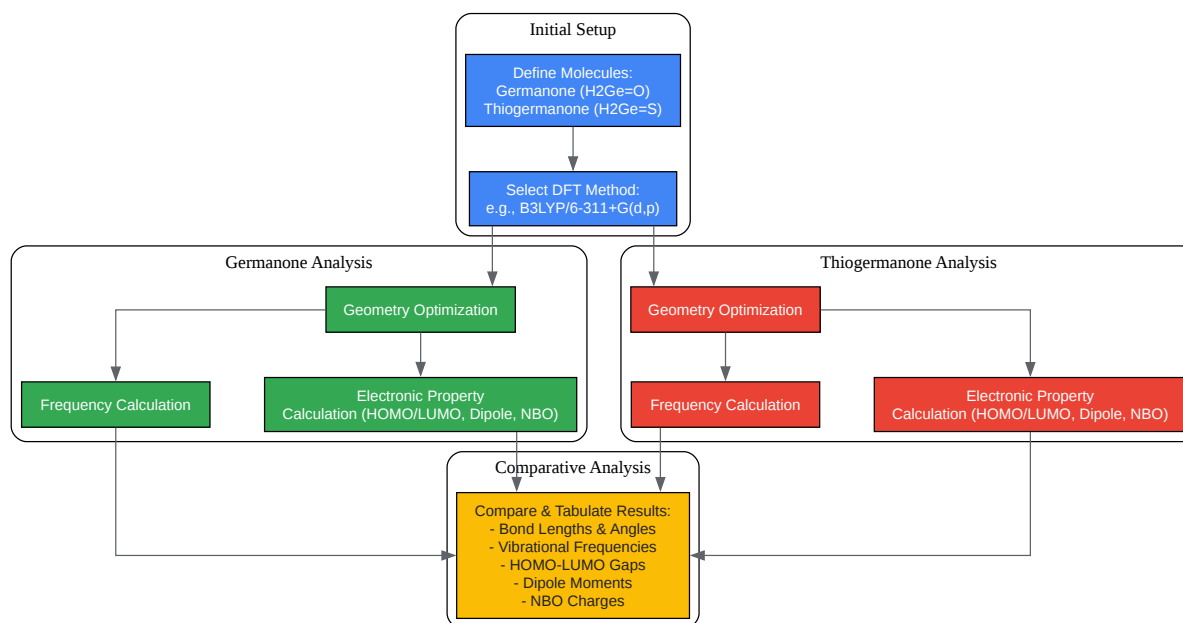 Initial Setup
Define Molecules:
Germanone (H2Ge=O)
Thiogermanone (H2Ge=S)
Select DFT Method:
e.g., B3LYP/6-311+G(d,p)
Germanone Analysis
Geometry Optimization
Frequency Calculation
Electronic Property
Calculation (HOMO/LUMO, Dipole, NBO)
Thiogermanone Analysis
Geometry Optimization
Frequency Calculation
Electronic Property
Calculation (HOMO/LUMO, Dipole, NBO)
Comparative Analysis
Compare & Tabulate Results:
- Bond Lengths & Angles
- Vibrational Frequencies
- HOMO-LUMO Gaps
- Dipole Moments
- NBO Charges